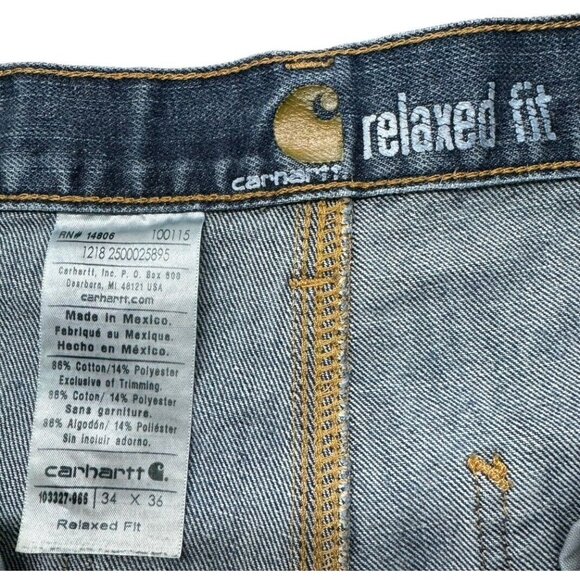 relaxed fit
carhartt
RN# 14806 100115
1218 2500025895
Carhartt, Inc. P. O. Box 600
Dearborn, MI 48121 USA
carhartt.com
Made in Mexico.
Fabriqué au Mexique.
Hecho en México.
86% Cotton/14% Polyester
Exclusive of Trimming.
86% Coton/ 14% Polyester
Sans garniture.
86% Algodón/ 14% Poliéster
Sin incluir adorno.
carhartt
34 X 36
Relaxed Fit